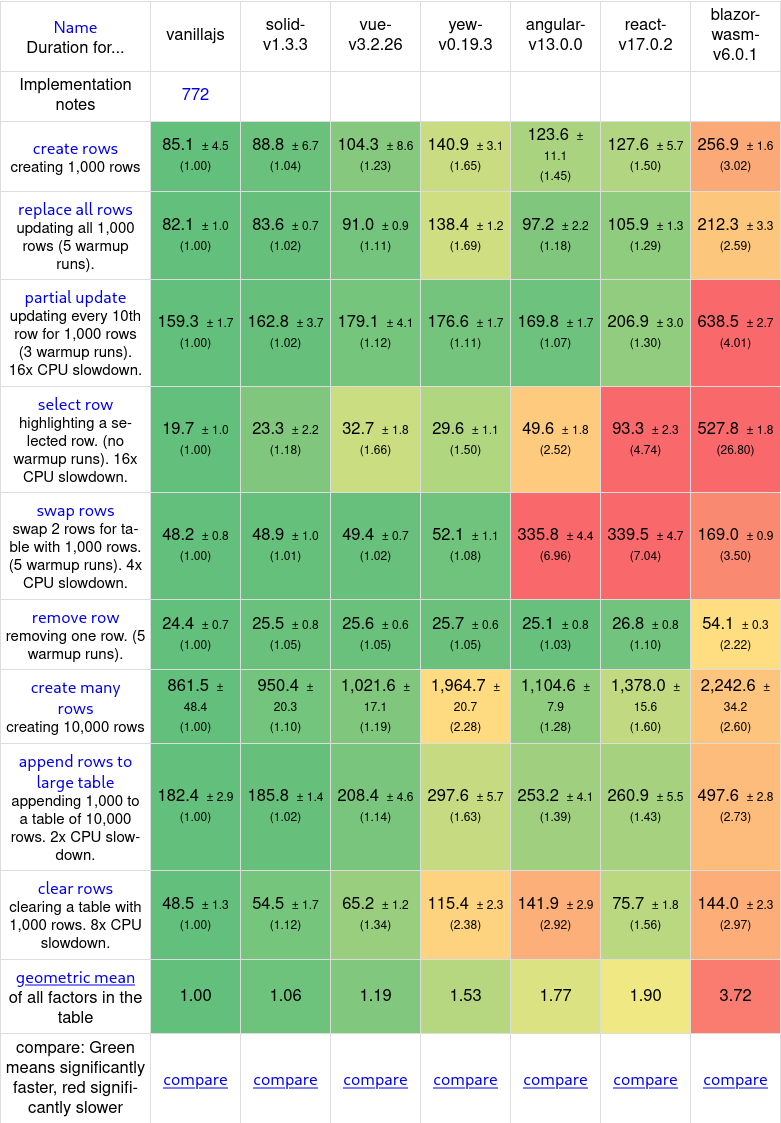 Name
Duration for...
vanillajs
solid-
v1.3.3
vue-
v3.2.26
yew-
v0.19.3
angular-
v13.0.0
react-
v17.0.2
blazor-
wasm-
v6.0.1
Implementation
notes
772
create rows
creating 1,000 rows
85.1 ± 4.5
(1.00)
88.8 ± 6.7
(1.04)
104.3 ± 8.6
(1.23)
140.9 ± 3.1
(1.65)
123.6 ±
11.1
(1.45)
127.6 ± 5.7
(1.50)
256.9 ± 1.6
(3.02)
replace all rows
updating all 1,000
rows (5 warmup
runs).
82.1 ± 1.0
(1.00)
83.6 ± 0.7
(1.02)
91.0 ± 0.9
(1.11)
138.4 ± 1.2
(1.69)
97.2 ± 2.2
(1.18)
105.9 ± 1.3
(1.29)
212.3 ± 3.3
(2.59)
partial update
updating every 10th
row for 1,000 rows
(3 warmup runs).
16x CPU slowdown.
159.3 ± 1.7
(1.00)
162.8 ± 3.7
(1.02)
179.1 ± 4.1
(1.12)
176.6 ± 1.7
(1.11)
169.8 ± 1.7
(1.07)
206.9 ± 3.0
(1.30)
638.5 ± 2.7
(4.01)
select row
highlighting a se-
lected row. (no
warmup runs). 16x
CPU slowdown.
19.7 ± 1.0
(1.00)
23.3 ± 2.2
(1.18)
32.7 ± 1.8
(1.66)
29.6 ± 1.1
(1.50)
49.6 ± 1.8
(2.52)
93.3 ± 2.3
(4.74)
527.8 ± 1.8
(26.80)
swap rows
swap 2 rows for ta-
ble with 1,000 rows.
(5 warmup runs). 4x
CPU slowdown.
48.2 ± 0.8
(1.00)
48.9 ± 1.0
(1.01)
49.4 ± 0.7
(1.02)
52.1 ± 1.1
(1.08)
335.8 ± 4.4
(6.96)
339.5 ± 4.7
(7.04)
169.0 ± 0.9
(3.50)
remove row
removing one row. (5
warmup runs).
24.4 ± 0.7
(1.00)
25.5 ± 0.8
(1.05)
25.6 ± 0.6
(1.05)
25.7 ± 0.6
(1.05)
25.1 ± 0.8
(1.03)
26.8 ± 0.8
(1.10)
54.1 ± 0.3
(2.22)
create many
rows
creating 10,000 rows
861.5 ±
48.4
(1.00)
950.4 ±
20.3
(1.10)
1,021.6 ±
17.1
(1.19)
1,964.7 ±
20.7
(2.28)
1,104.6 ±
7.9
(1.28)
1,378.0 ±
15.6
(1.60)
2,242.6 ±
34.2
(2.60)
append rows to
large table
appending 1,000 to
a table of 10,000
rows. 2x CPU slow-
down.
182.4 ± 2.9
(1.00)
185.8 ± 1.4
(1.02)
208.4 ± 4.6
(1.14)
297.6 ± 5.7
(1.63)
253.2 ± 4.1
(1.39)
260.9 ± 5.5
(1.43)
497.6 ± 2.8
(2.73)
clear rows
clearing a table with
1,000 rows. 8x CPU
slowdown.
48.5 ± 1.3
(1.00)
54.5 ± 1.7
(1.12)
65.2 ± 1.2
(1.34)
115.4 ± 2.3
(2.38)
141.9 ± 2.9
(2.92)
75.7 ± 1.8
(1.56)
144.0 ± 2.3
(2.97)
geometric mean
of all factors in the
table
1.00
1.06
1.19
1.53
1.77
1.90
3.72
compare: Green
means significantly
faster, red signifi-
cantly slower
compare
compare
compare
compare
compare
compare
compare